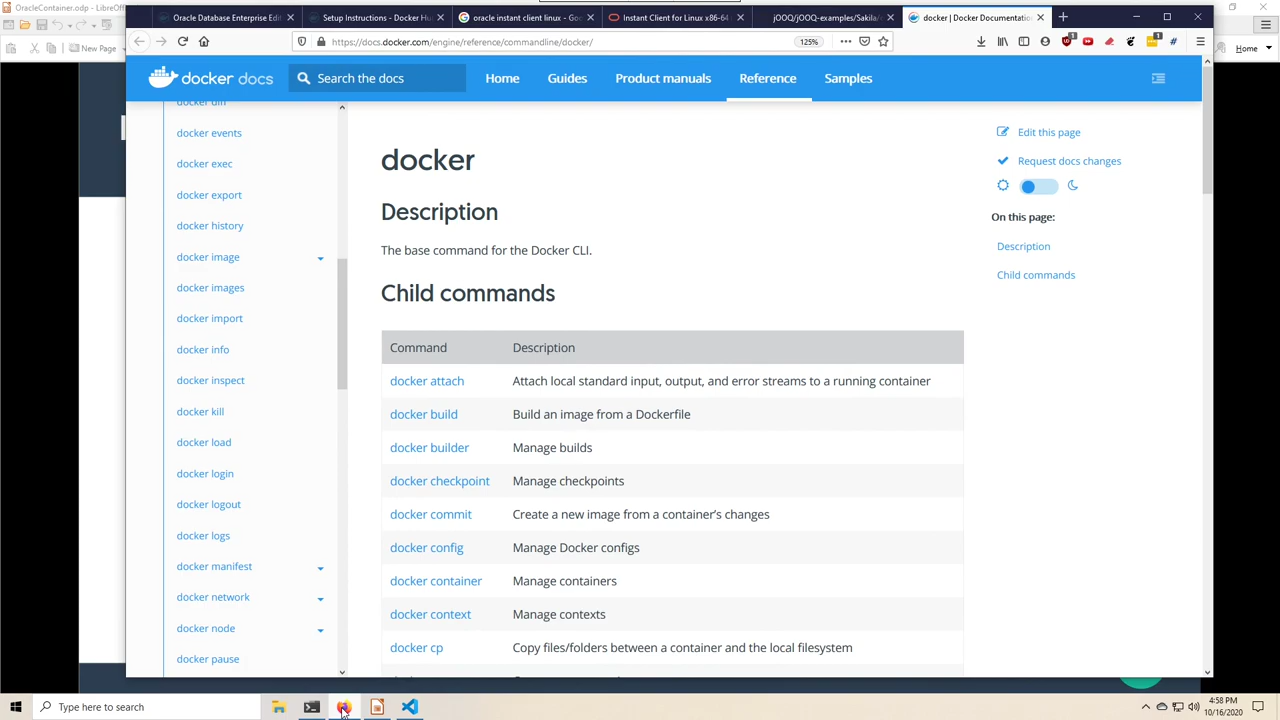 OracleContainer.odp - LibreOff
Oracle Database Enterprise Edi
Setup Instructions - Docker Hu
oracle instant client linux - Goo
Instant Client for Linux x86-64
jOOQ/jOOQ-examples/Sakila/
docker | Docker Documentatio
New Page
https://docs.docker.com/engine/reference/commandline/docker/
125%
Home
docker docs
Search the docs
Home
Guides
Product manuals
Reference
Samples
docker diff
docker events
docker exec
docker export
docker history
docker image
docker images
docker import
docker info
docker inspect
docker kill
docker load
docker login
docker logout
docker logs
docker manifest
docker network
docker node
docker pause
docker
Description
The base command for the Docker CLI.
Child commands
Command Description
docker attach Attach local standard input, output, and error streams to a running container
docker build Build an image from a Dockerfile
docker builder Manage builds
docker checkpoint Manage checkpoints
docker commit Create a new image from a container's changes
docker config Manage Docker configs
docker container Manage containers
docker context Manage contexts
docker cp Copy files/folders between a container and the local filesystem
Edit this page
Request docs changes
On this page:
Description
Child commands
Type here to search
4:58 PM
10/16/2020